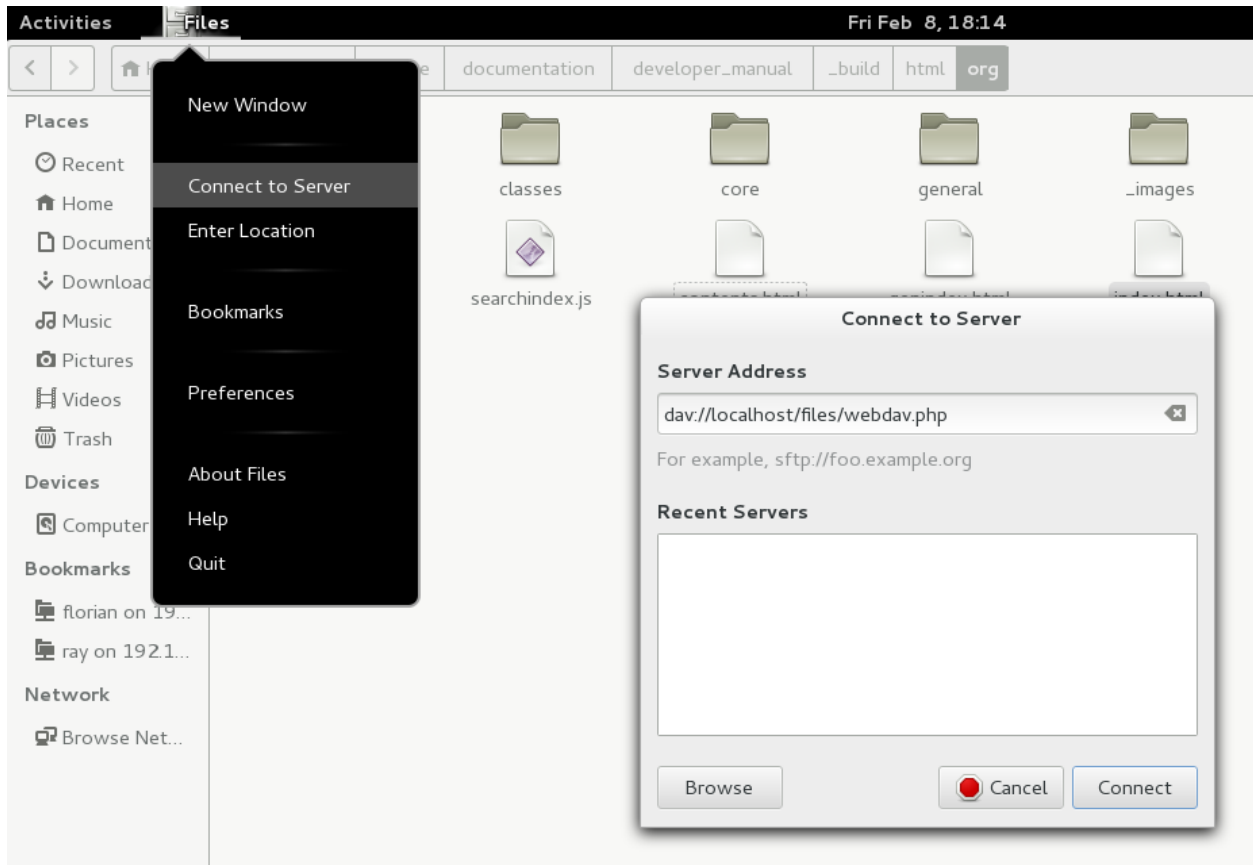 Activities Files Fri Feb 8, 18:14
documentation developer_manual _build html org
New Window
Connect to Server
Enter Location
Bookmarks
Preferences
About Files
Help
Quit
Places
Recent
Home
Document
Downloac
Music
Pictures
Videos
Trash
Devices
Computer
Bookmarks
florian on 19...
ray on 192.1...
Network
Browse Net...
classes core general _images
searchindex.js
Connect to Server
Server Address
dav://localhost/files/webdav.php
For example, sftp://foo.example.org
Recent Servers
Browse Cancel Connect